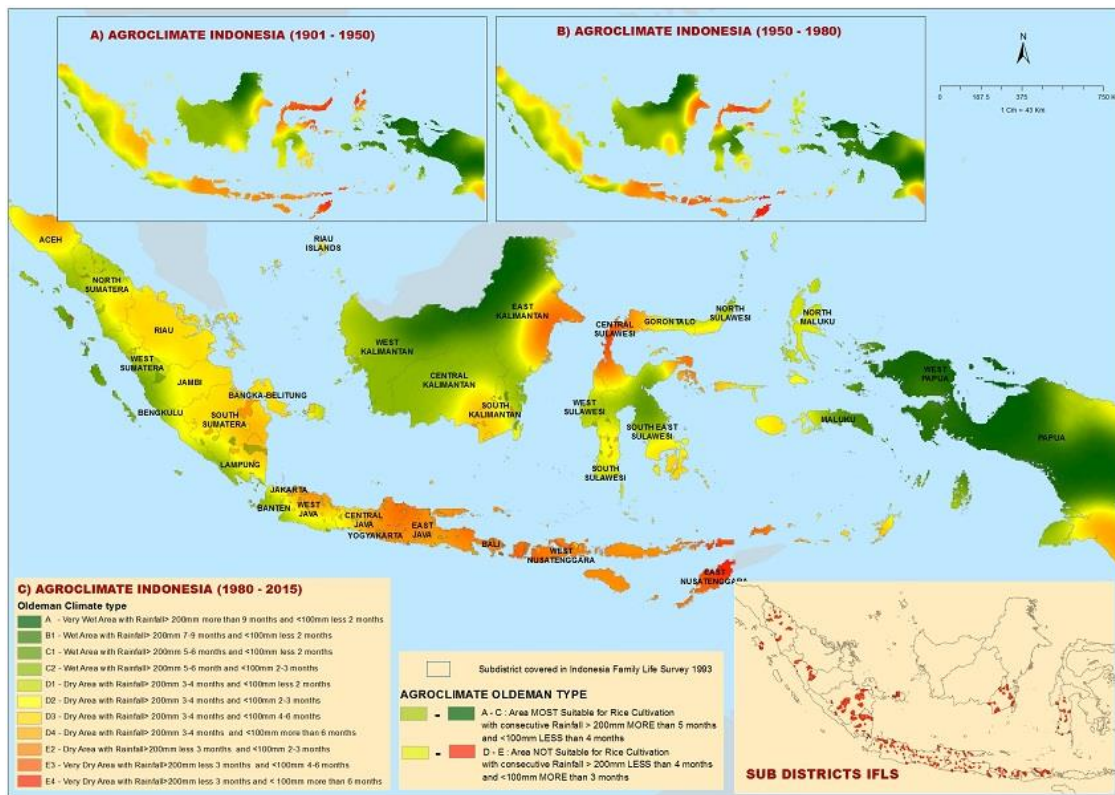 A) AGROCLIMATE INDONESIA (1901 - 1950)
B) AGROCLIMATE INDONESIA (1950 - 1980)
N
0 187.5 375 750 K
1 Cm = 43 Km
ACEH
RIAU
ISLANDS
NORTH
SUMATERA
RIAU
WEST
SUMATERA
JAMBI
BANGKA-BELITUNG
BENGKULU
SOUTH
SUMATERA
LAMPUNG
JAKARTA
BANTEN
WEST
JAVA
CENTRAL
JAVA
YOGYAKARTA
EAST
JAVA
BALI
WEST
NUSATENGGARA
EAST
NUSATENGGARA
WEST
KALIMANTAN
CENTRAL
KALIMANTAN
EAST
KALIMANTAN
SOUTH
KALIMANTAN
CENTRAL
SULAWESI
GORONTALO
NORTH
SULAWESI
WEST
SULAWESI
SOUTH EAST
SULAWESI
SOUTH
SULAWESI
NORTH
MALUKU
MALUKU
WEST
PAPUA
PAPUA
C) AGROCLIMATE INDONESIA (1980 - 2015)
Oldeman Climate type
A - Very Wet Area with Rainfall> 200mm more than 9 months and <100mm less 2 months
B1 - Wet Area with Rainfall> 200mm 7-9 months and <100mm less 2 months
C1 - Wet Area with Rainfall> 200mm 5-6 months and <100mm less 2 months
C2 - Wet Area with Rainfall> 200mm 5-6 month and <100mm 2-3 months
D1 - Dry Area with Rainfall> 200mm 3-4 months and <100mm less 2 months
D2 - Dry Area with Rainfall> 200mm 3-4 months and <100mm 2-3 months
D3 - Dry Area with Rainfall> 200mm 3-4 months and <100mm 4-6 months
D4 - Dry Area with Rainfall> 200mm 3-4 months and <100mm more than 6 months
E2 - Very Dry Area with Rainfall>200mm less 3 months and <100mm 2-3 months
E3 - Very Dry Area with Rainfall>200mm less 3 months and <100mm 4-6 months
E4 - Very Dry Area with Rainfall>200mm less 3 months and < 100mm more than 6 months
Subdistrict covered in Indonesia Family Life Survey 1993
AGROCLIMATE OLDEMAN TYPE
- A - C : Area MOST Suitable for Rice Cultivation
with consecutive Rainfall > 200mm MORE than 5 months
and <100mm LESS than 4 months
- D - E : Area NOT Suitable for Rice Cultivation
with consecutive Rainfall > 200mm LESS than 4 months
and <100mm MORE than 3 months
SUB DISTRICTS IFLS